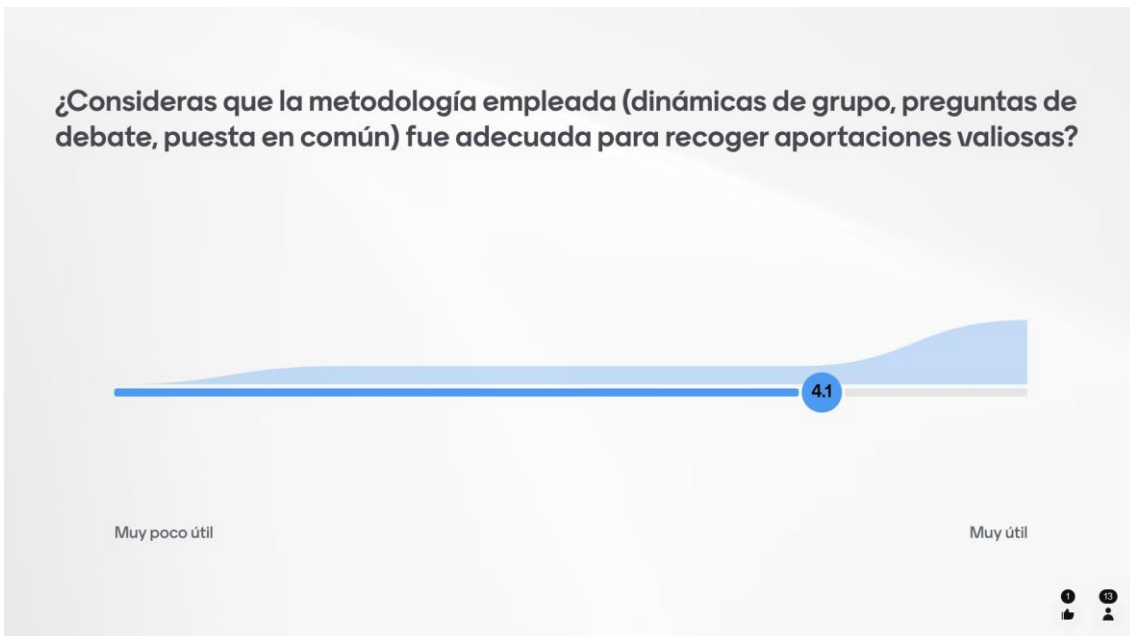 ¿Consideras que la metodología empleada (dinámicas de grupo, preguntas de
debate, puesta en común) fue adecuada para recoger aportaciones valiosas?
4.1
Muy poco útil
Muy útil
1
13